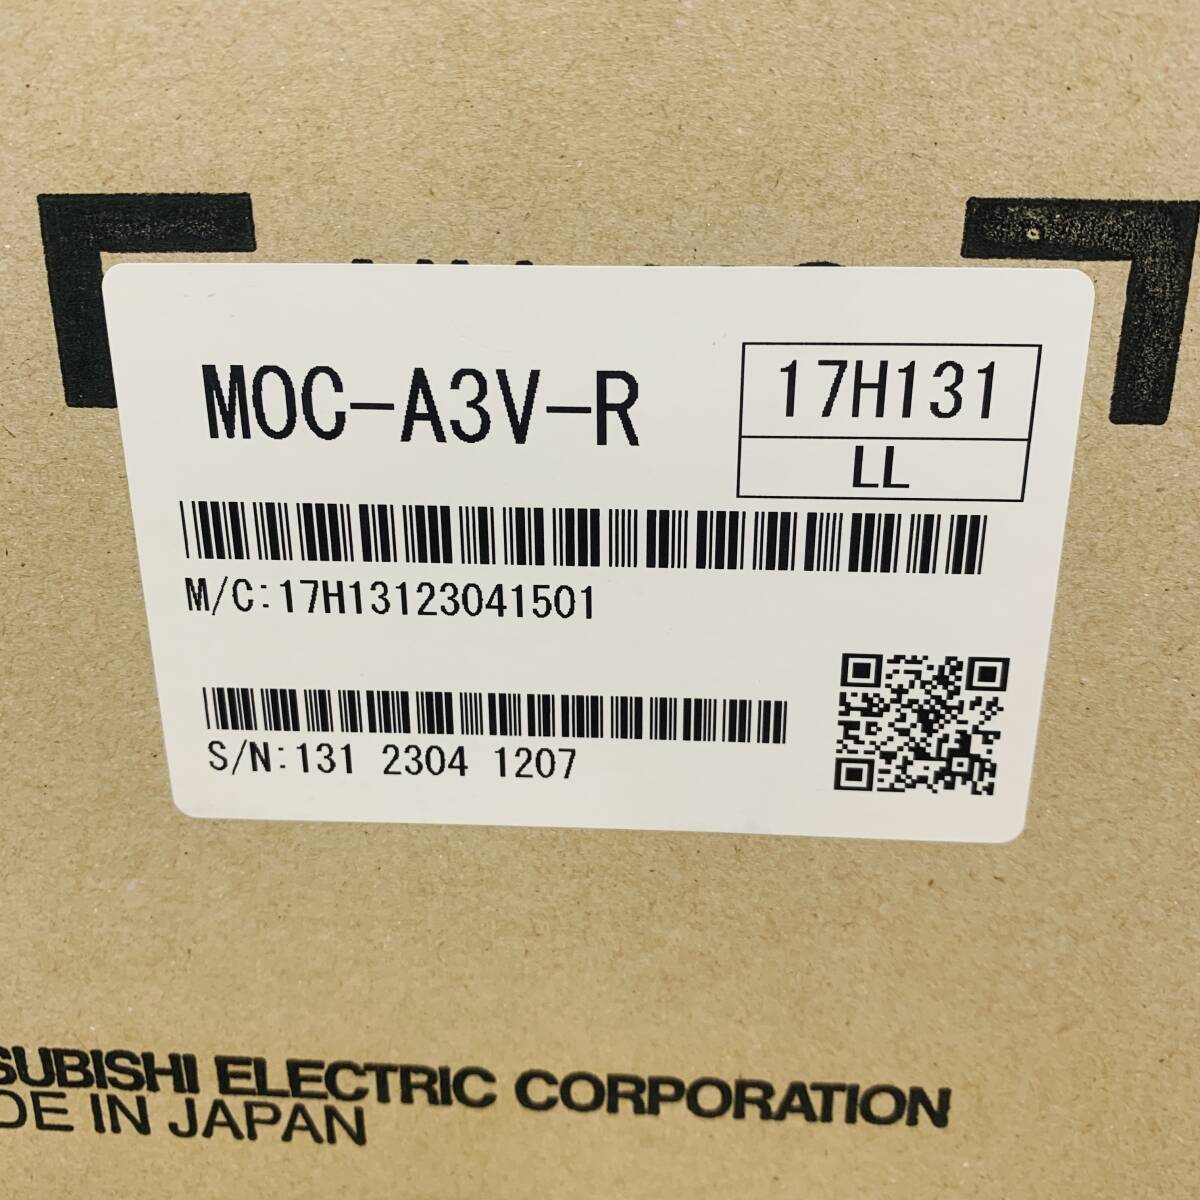 MOC-A3V-R
17H131
LL
M/C:17H13123041501
S/N:131 2304 1207
SUBISHI ELECTRIC CORPORATION
DE IN JAPAN